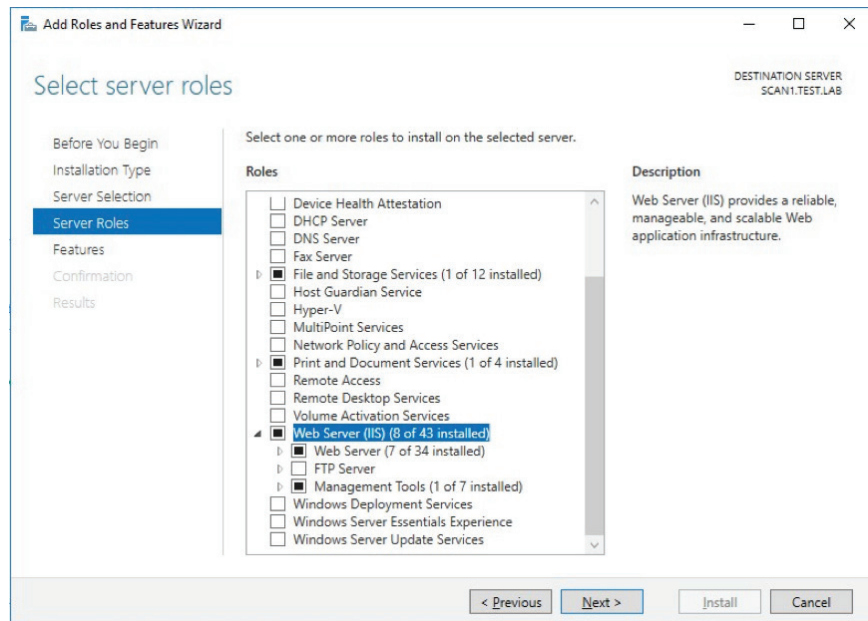 Add Roles and Features Wizard
Select server roles
DESTINATION SERVER
SCAN1.TEST.LAB
Before You Begin
Installation Type
Server Selection
Server Roles
Features
Confirmation
Results
Select one or more roles to install on the selected server.
Roles
Device Health Attestation
DHCP Server
DNS Server
Fax Server
File and Storage Services (1 of 12 installed)
Host Guardian Service
Hyper-V
MultiPoint Services
Network Policy and Access Services
Print and Document Services (1 of 4 installed)
Remote Access
Remote Desktop Services
Volume Activation Services
Web Server (IIS) (8 of 43 installed)
Web Server (7 of 34 installed)
FTP Server
Management Tools (1 of 7 installed)
Windows Deployment Services
Windows Server Essentials Experience
Windows Server Update Services
Description
Web Server (IIS) provides a reliable,
manageable, and scalable Web
application infrastructure.
< Previous
Next >
Install
Cancel